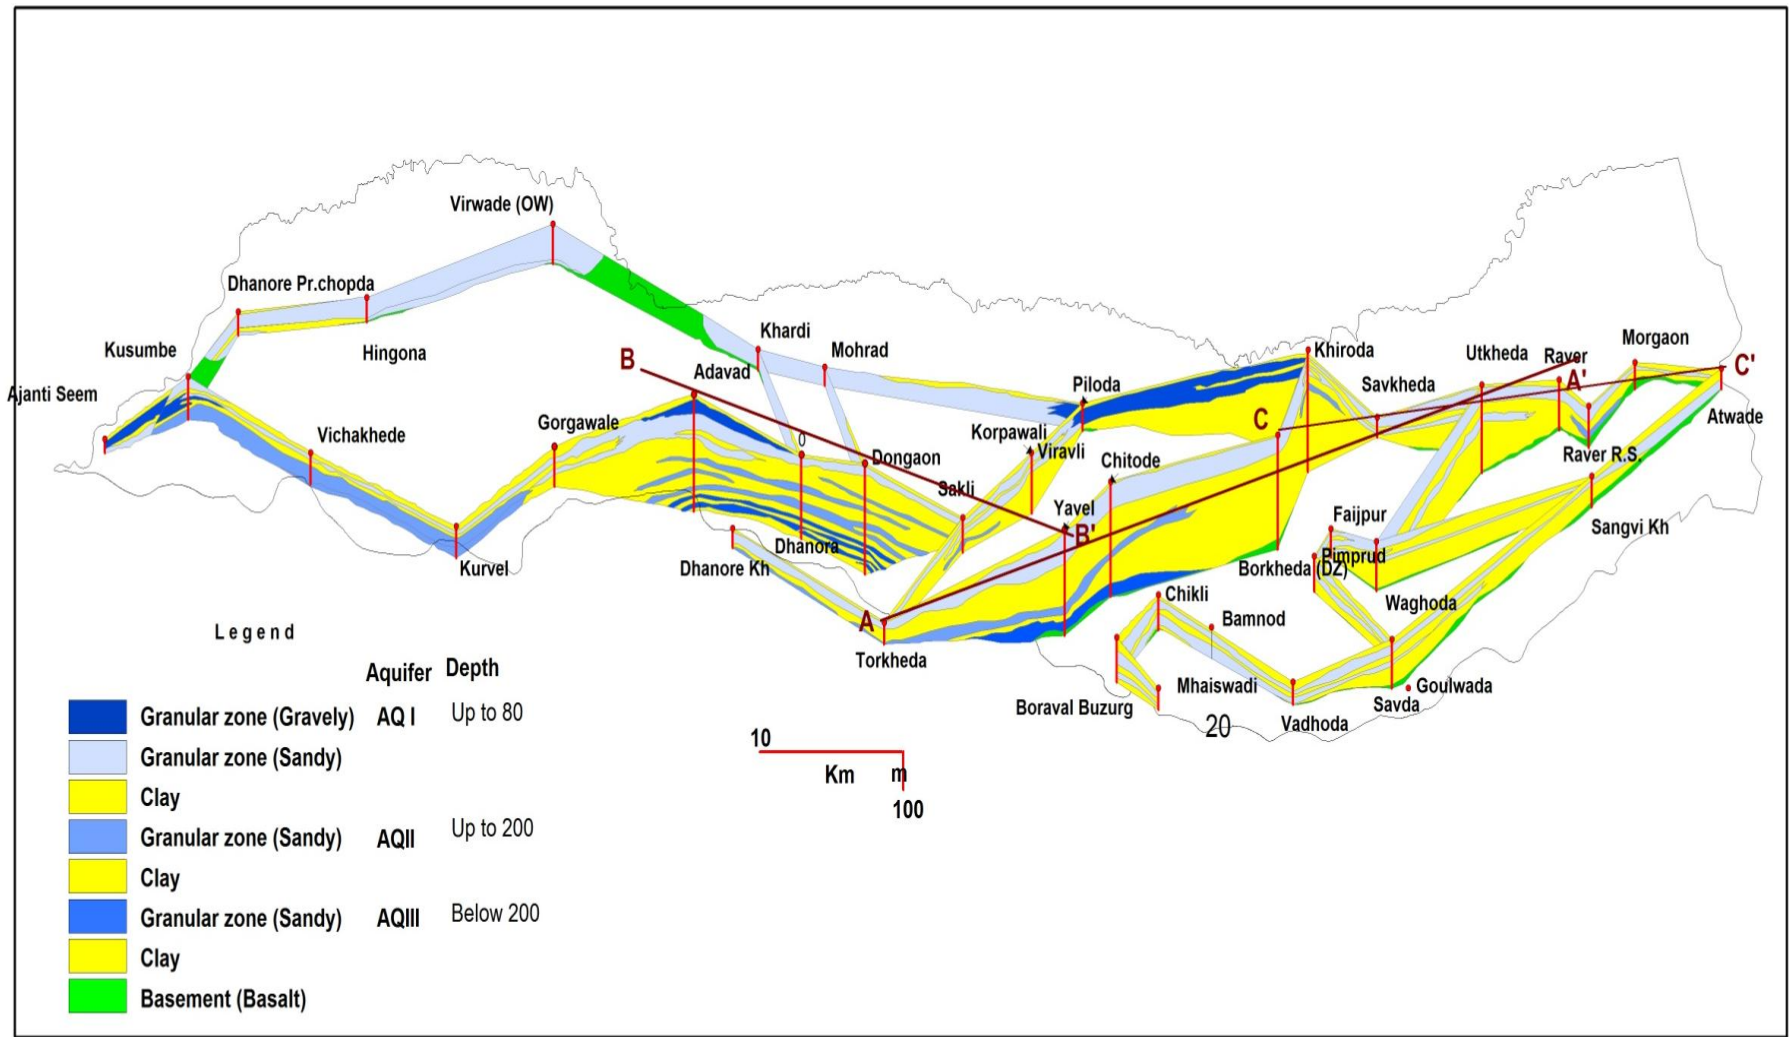 Virwade (OW)
Dhanore Pr.chopda
Kusumbe
Hingona
Khardi
Mohrad
B
Adavad
Ajanti Seem
Vichakhede
Gorgawale
Kurvel
0
Dongaon
Dhanora
Dhanore Kh
Sakli
Korpawali
Viravli
Piloda
Chitode
Yavel
B'
A
Torkheda
Khiroda
Savkheda
Utkheda
Raver
A'
Morgaon
C'
Atwade
C
Raver R.S.
Sangvi Kh
Faijpur
Pimprud
Borkheda (DZ)
Waghoda
Chikli
Bamnod
Mhaiswadi
Boraval Buzurg
20
Vadhoda
Savda
Goulwada
10
Km m
100
Legend
Aquifer Depth
Granular zone (Gravely) AQ I Up to 80
Granular zone (Sandy)
Clay
Granular zone (Sandy) AQII Up to 200
Clay
Granular zone (Sandy) AQIII Below 200
Clay
Basement (Basalt)